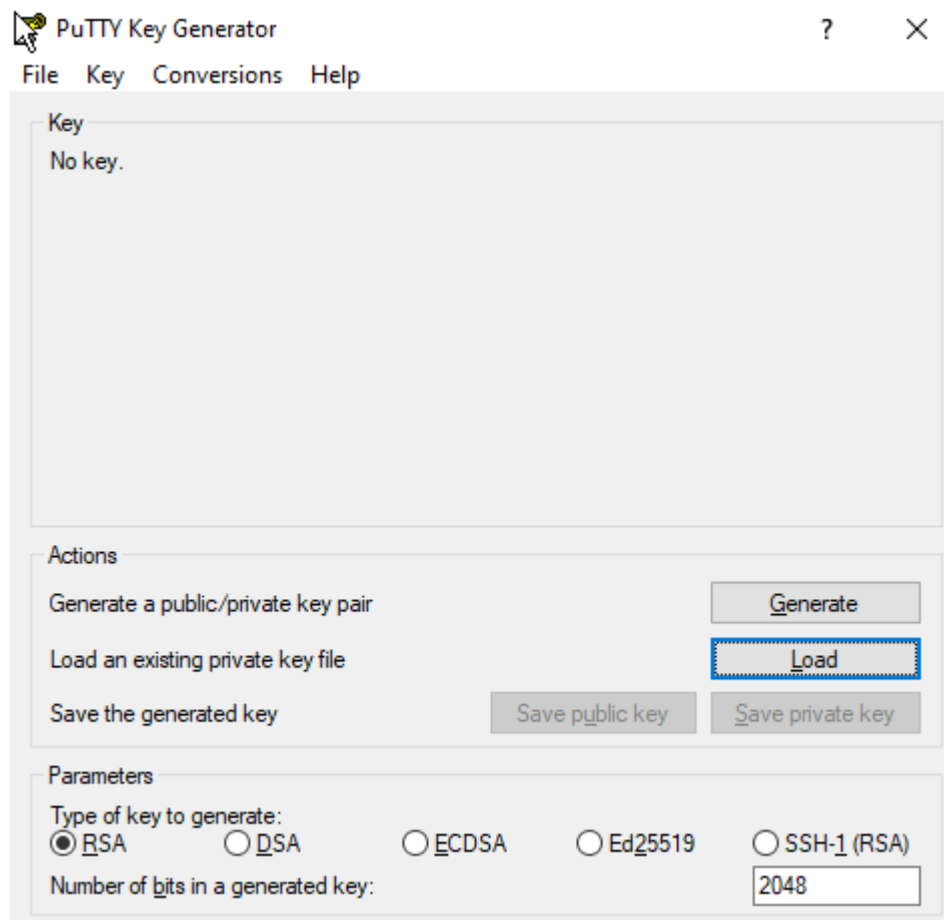 PuTTY Key Generator ? ×
File Key Conversions Help
Key
No key.
Actions
Generate a public/private key pair Generate
Load an existing private key file Load
Save the generated key Save public key Save private key
Parameters
Type of key to generate:
RSA DSA ECDSA Ed25519 SSH-1 (RSA)
Number of bits in a generated key: 2048